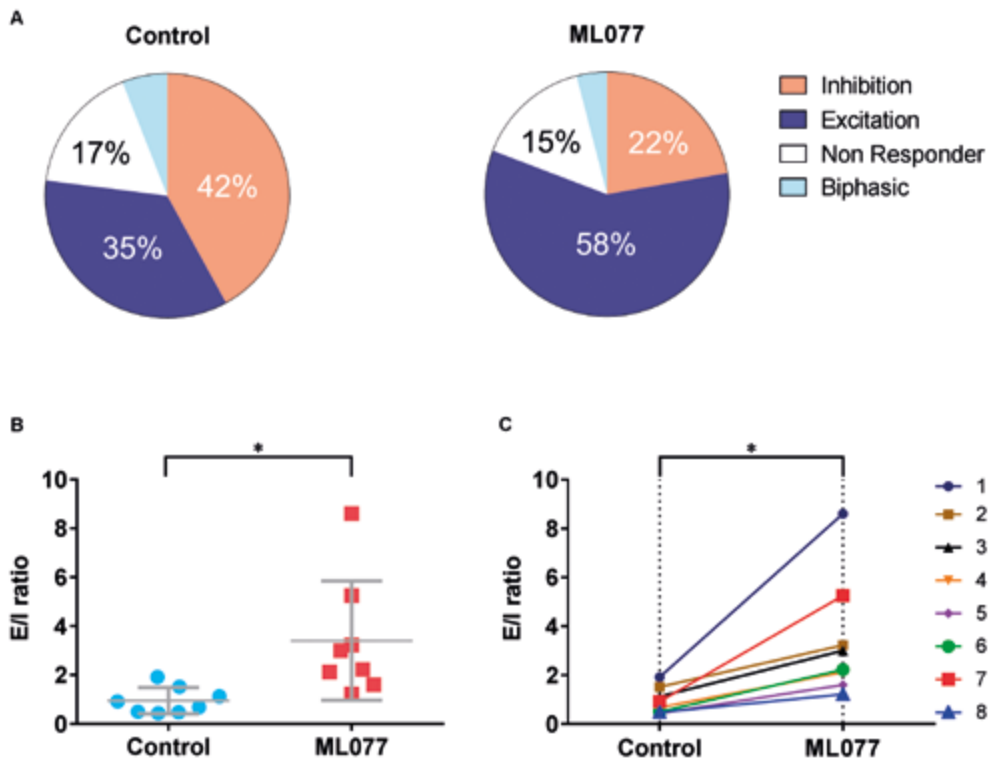 A
Control
ML077
Inhibition
Excitation
Non Responder
Biphasic
17%
42%
35%
15%
22%
58%
B
*
10
8
6
4
2
0
E/I ratio
Control
ML077
C
*
10
8
6
4
2
0
E/I ratio
Control
ML077
1
2
3
4
5
6
7
8